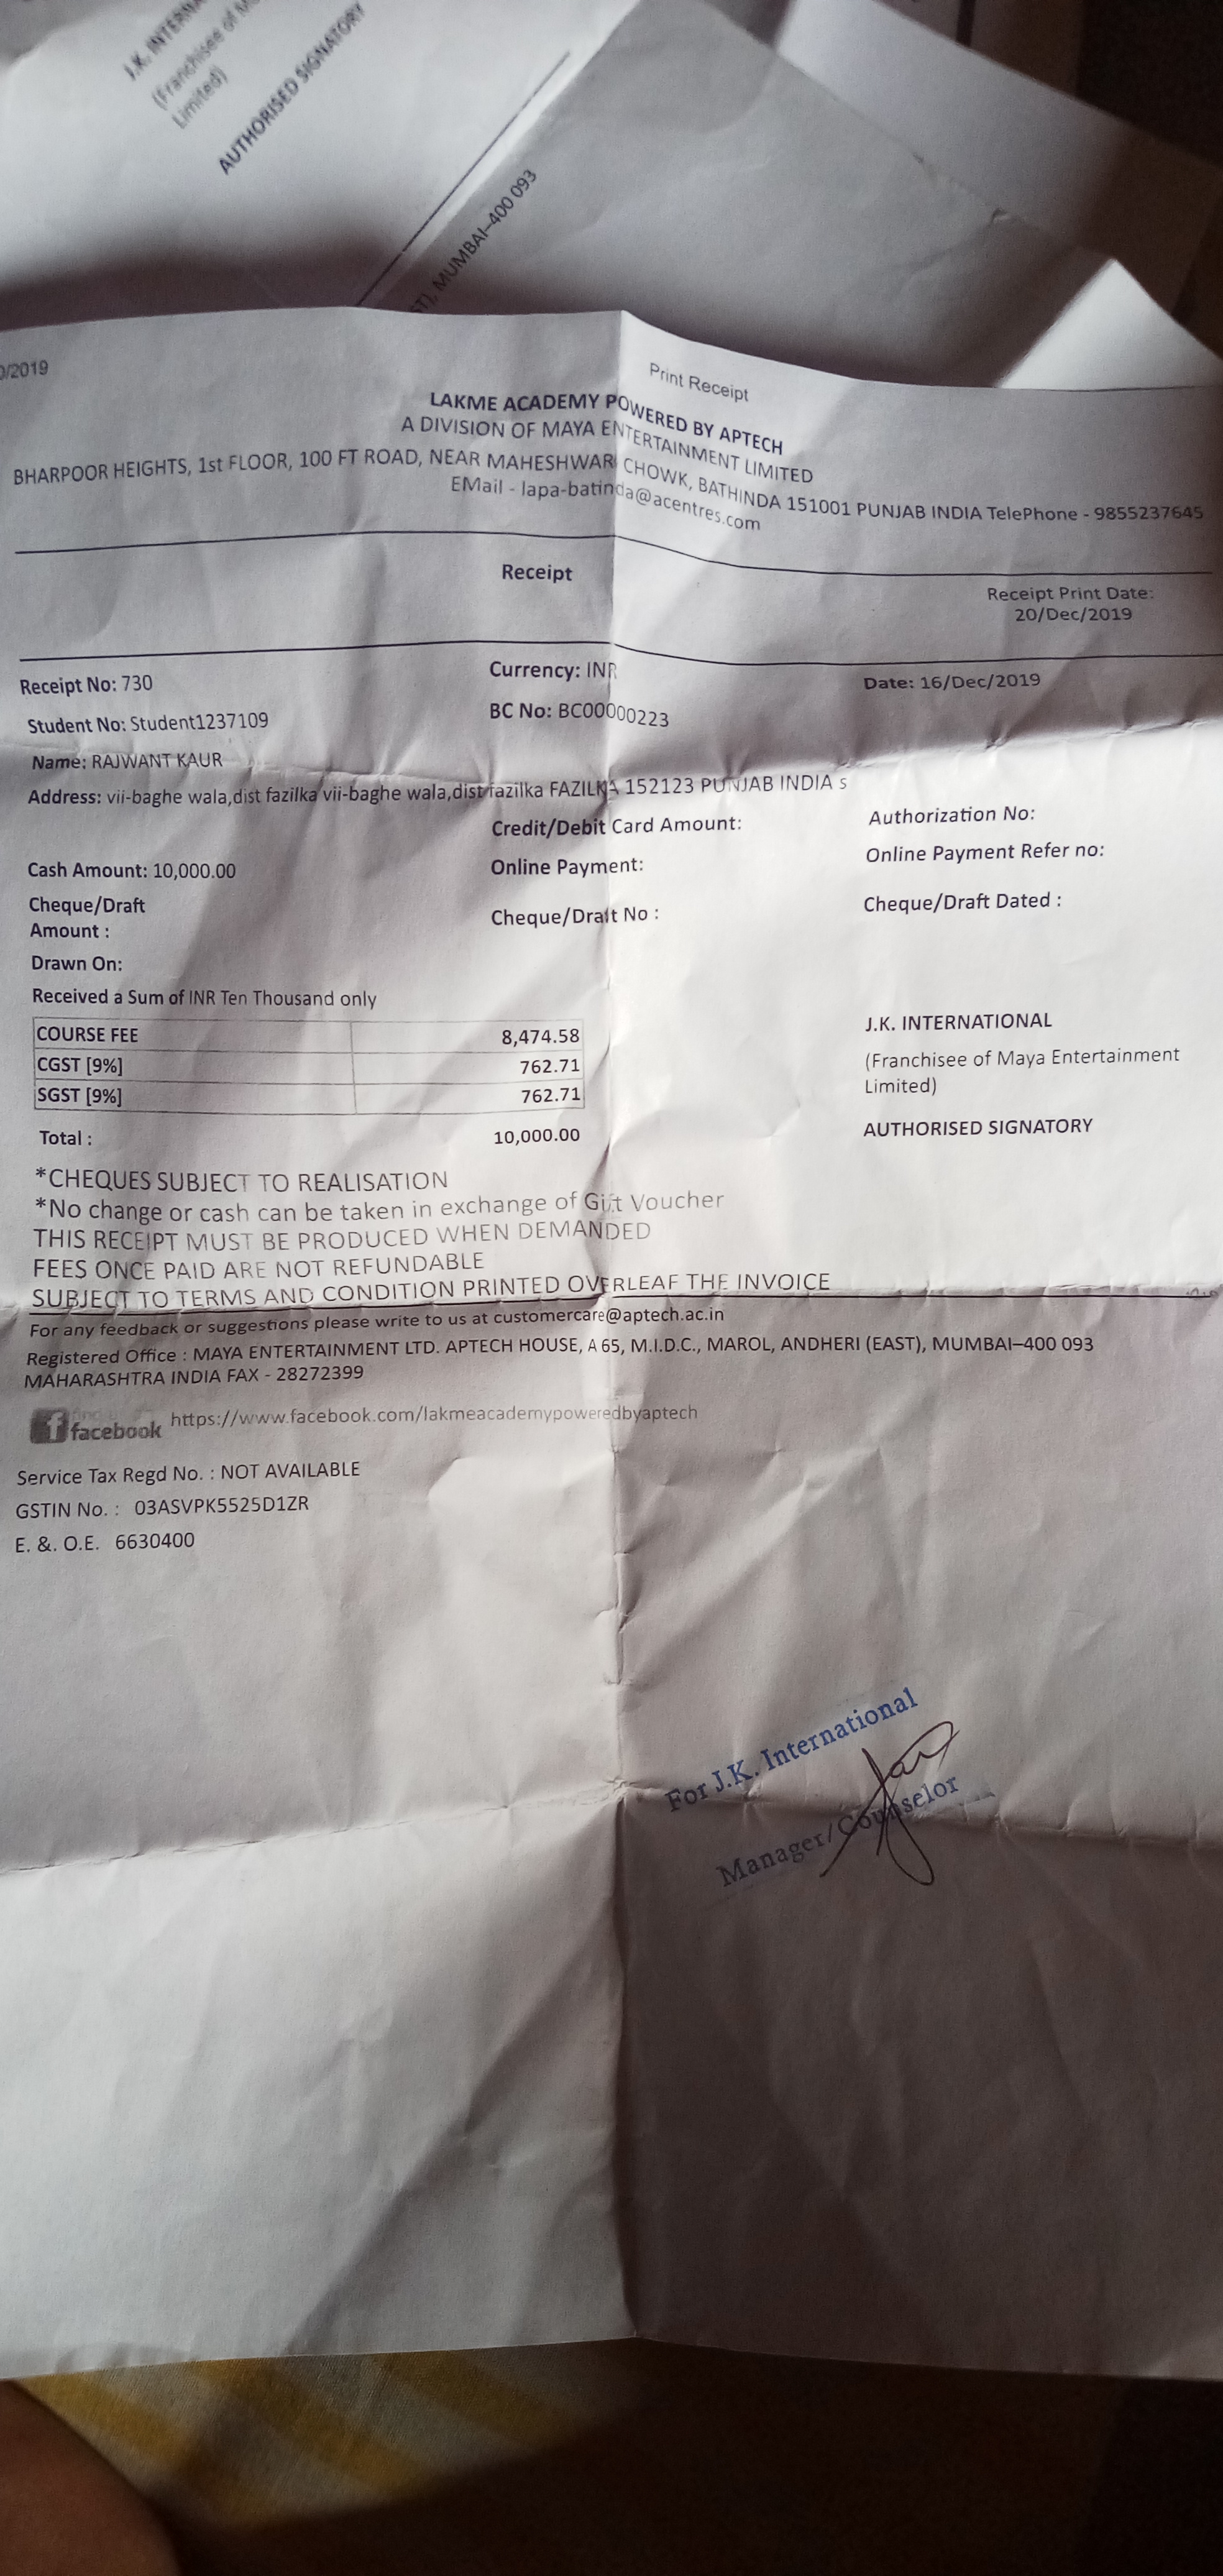 J.K. INTERNA
(Franchisee of M
Limited)
AUTHORISED SIGNATORY
MUMBAI–400 093
0/2019
Print Receipt
LAKME ACADEMY POWERED BY APTECH
A DIVISION OF MAYA ENTERTAINMENT LIMITED
BHARPOOR HEIGHTS, 1st FLOOR, 100 FT ROAD, NEAR MAHESHWARI CHOWK, BATHINDA 151001 PUNJAB INDIA TelePhone - 9855237645
EMail - lapa-batinda@acentres.com
Receipt
Receipt Print Date:
20/Dec/2019
Receipt No: 730 Currency: INR Date: 16/Dec/2019
Student No: Student1237109 BC No: BC00000223
Name: RAJWANT KAUR
Address: vii-baghe wala,dist fazilka vii-baghe wala,dist fazilka FAZILKA 152123 PUNJAB INDIA s
Credit/Debit Card Amount: Authorization No:
Cash Amount: 10,000.00 Online Payment: Online Payment Refer no:
Cheque/Draft
Amount : Cheque/Draft No : Cheque/Draft Dated :
Drawn On:
Received a Sum of INR Ten Thousand only
COURSE FEE 8,474.58
CGST [9%] 762.71
SGST [9%] 762.71
Total : 10,000.00
J.K. INTERNATIONAL
(Franchisee of Maya Entertainment
Limited)
AUTHORISED SIGNATORY
*CHEQUES SUBJECT TO REALISATION
*No change or cash can be taken in exchange of Gift Voucher
THIS RECEIPT MUST BE PRODUCED WHEN DEMANDED
FEES ONCE PAID ARE NOT REFUNDABLE
SUBJECT TO TERMS AND CONDITION PRINTED OVERLEAF THE INVOICE
For any feedback or suggestions please write to us at customercare@aptech.ac.in
Registered Office : MAYA ENTERTAINMENT LTD. APTECH HOUSE, A 65, M.I.D.C., MAROL, ANDHERI (EAST), MUMBAI–400 093
MAHARASHTRA INDIA FAX - 28272399
facebook https://www.facebook.com/lakmeacademypoweredbyaptech
Service Tax Regd No. : NOT AVAILABLE
GSTIN No. : 03ASVPK5525D1ZR
E. &. O.E. 6630400
For J.K. International
Manager/Counselor